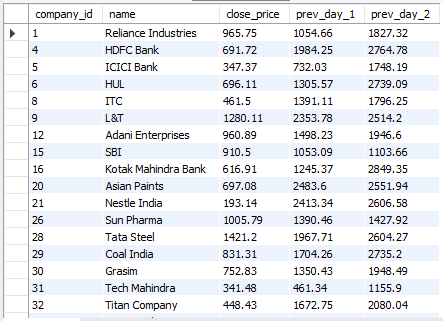 company_id name close_price prev_day_1 prev_day_2
1 Reliance Industries 965.75 1054.66 1827.32
4 HDFC Bank 691.72 1984.25 2764.78
5 ICICI Bank 347.37 732.03 1748.19
6 HUL 696.11 1305.57 2739.09
8 ITC 461.5 1391.11 1796.25
9 L&T 1280.11 2353.78 2514.2
12 Adani Enterprises 960.89 1498.23 1946.6
15 SBI 910.5 1053.09 1103.66
16 Kotak Mahindra Bank 616.91 1245.37 2849.35
20 Asian Paints 697.08 2483.6 2551.94
21 Nestle India 193.14 2413.34 2606.58
26 Sun Pharma 1005.79 1390.46 1427.92
28 Tata Steel 1421.2 1967.71 2604.27
29 Coal India 831.31 1704.26 2735.2
30 Grasim 752.83 1350.43 1948.49
31 Tech Mahindra 341.48 461.34 1155.9
32 Titan Company 448.43 1672.75 2080.04